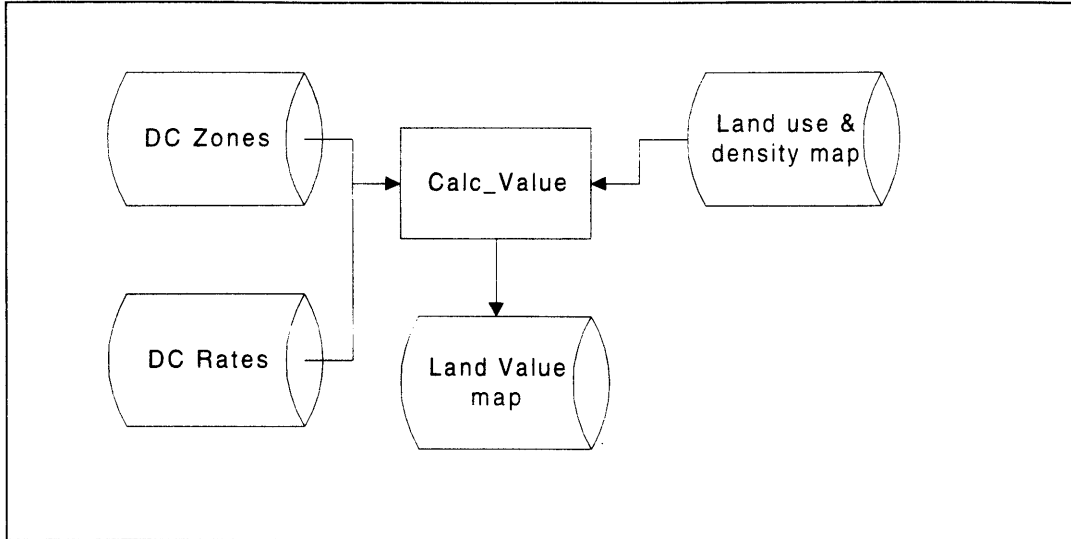 DC Zones
Land use &
density map
Calc_Value
DC Rates
Land Value
map